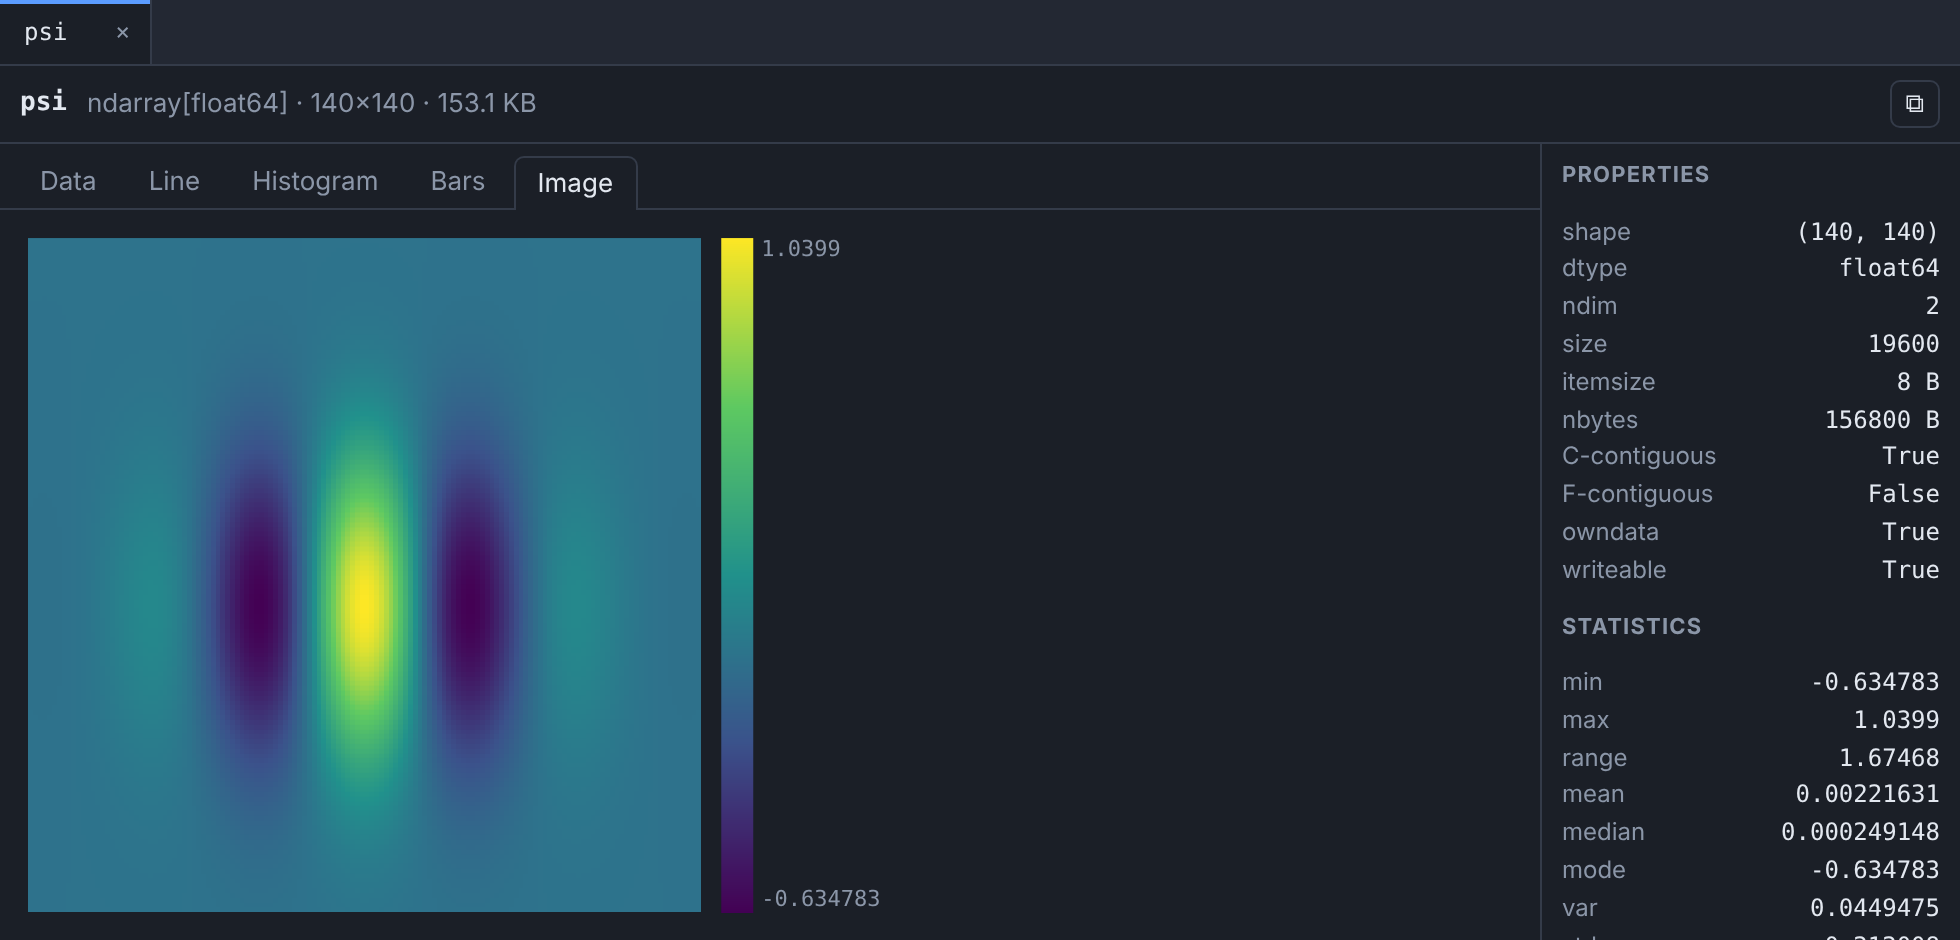 psi ×
psi ndarray[float64] · 140×140 · 153.1 KB
Data Line Histogram Bars Image
1.0399
-0.634783
PROPERTIES
shape (140, 140)
dtype float64
ndim 2
size 19600
itemsize 8 B
nbytes 156800 B
C-contiguous True
F-contiguous False
owndata True
writeable True
STATISTICS
min -0.634783
max 1.0399
range 1.67468
mean 0.00221631
median 0.000249148
mode -0.634783
var 0.0449475